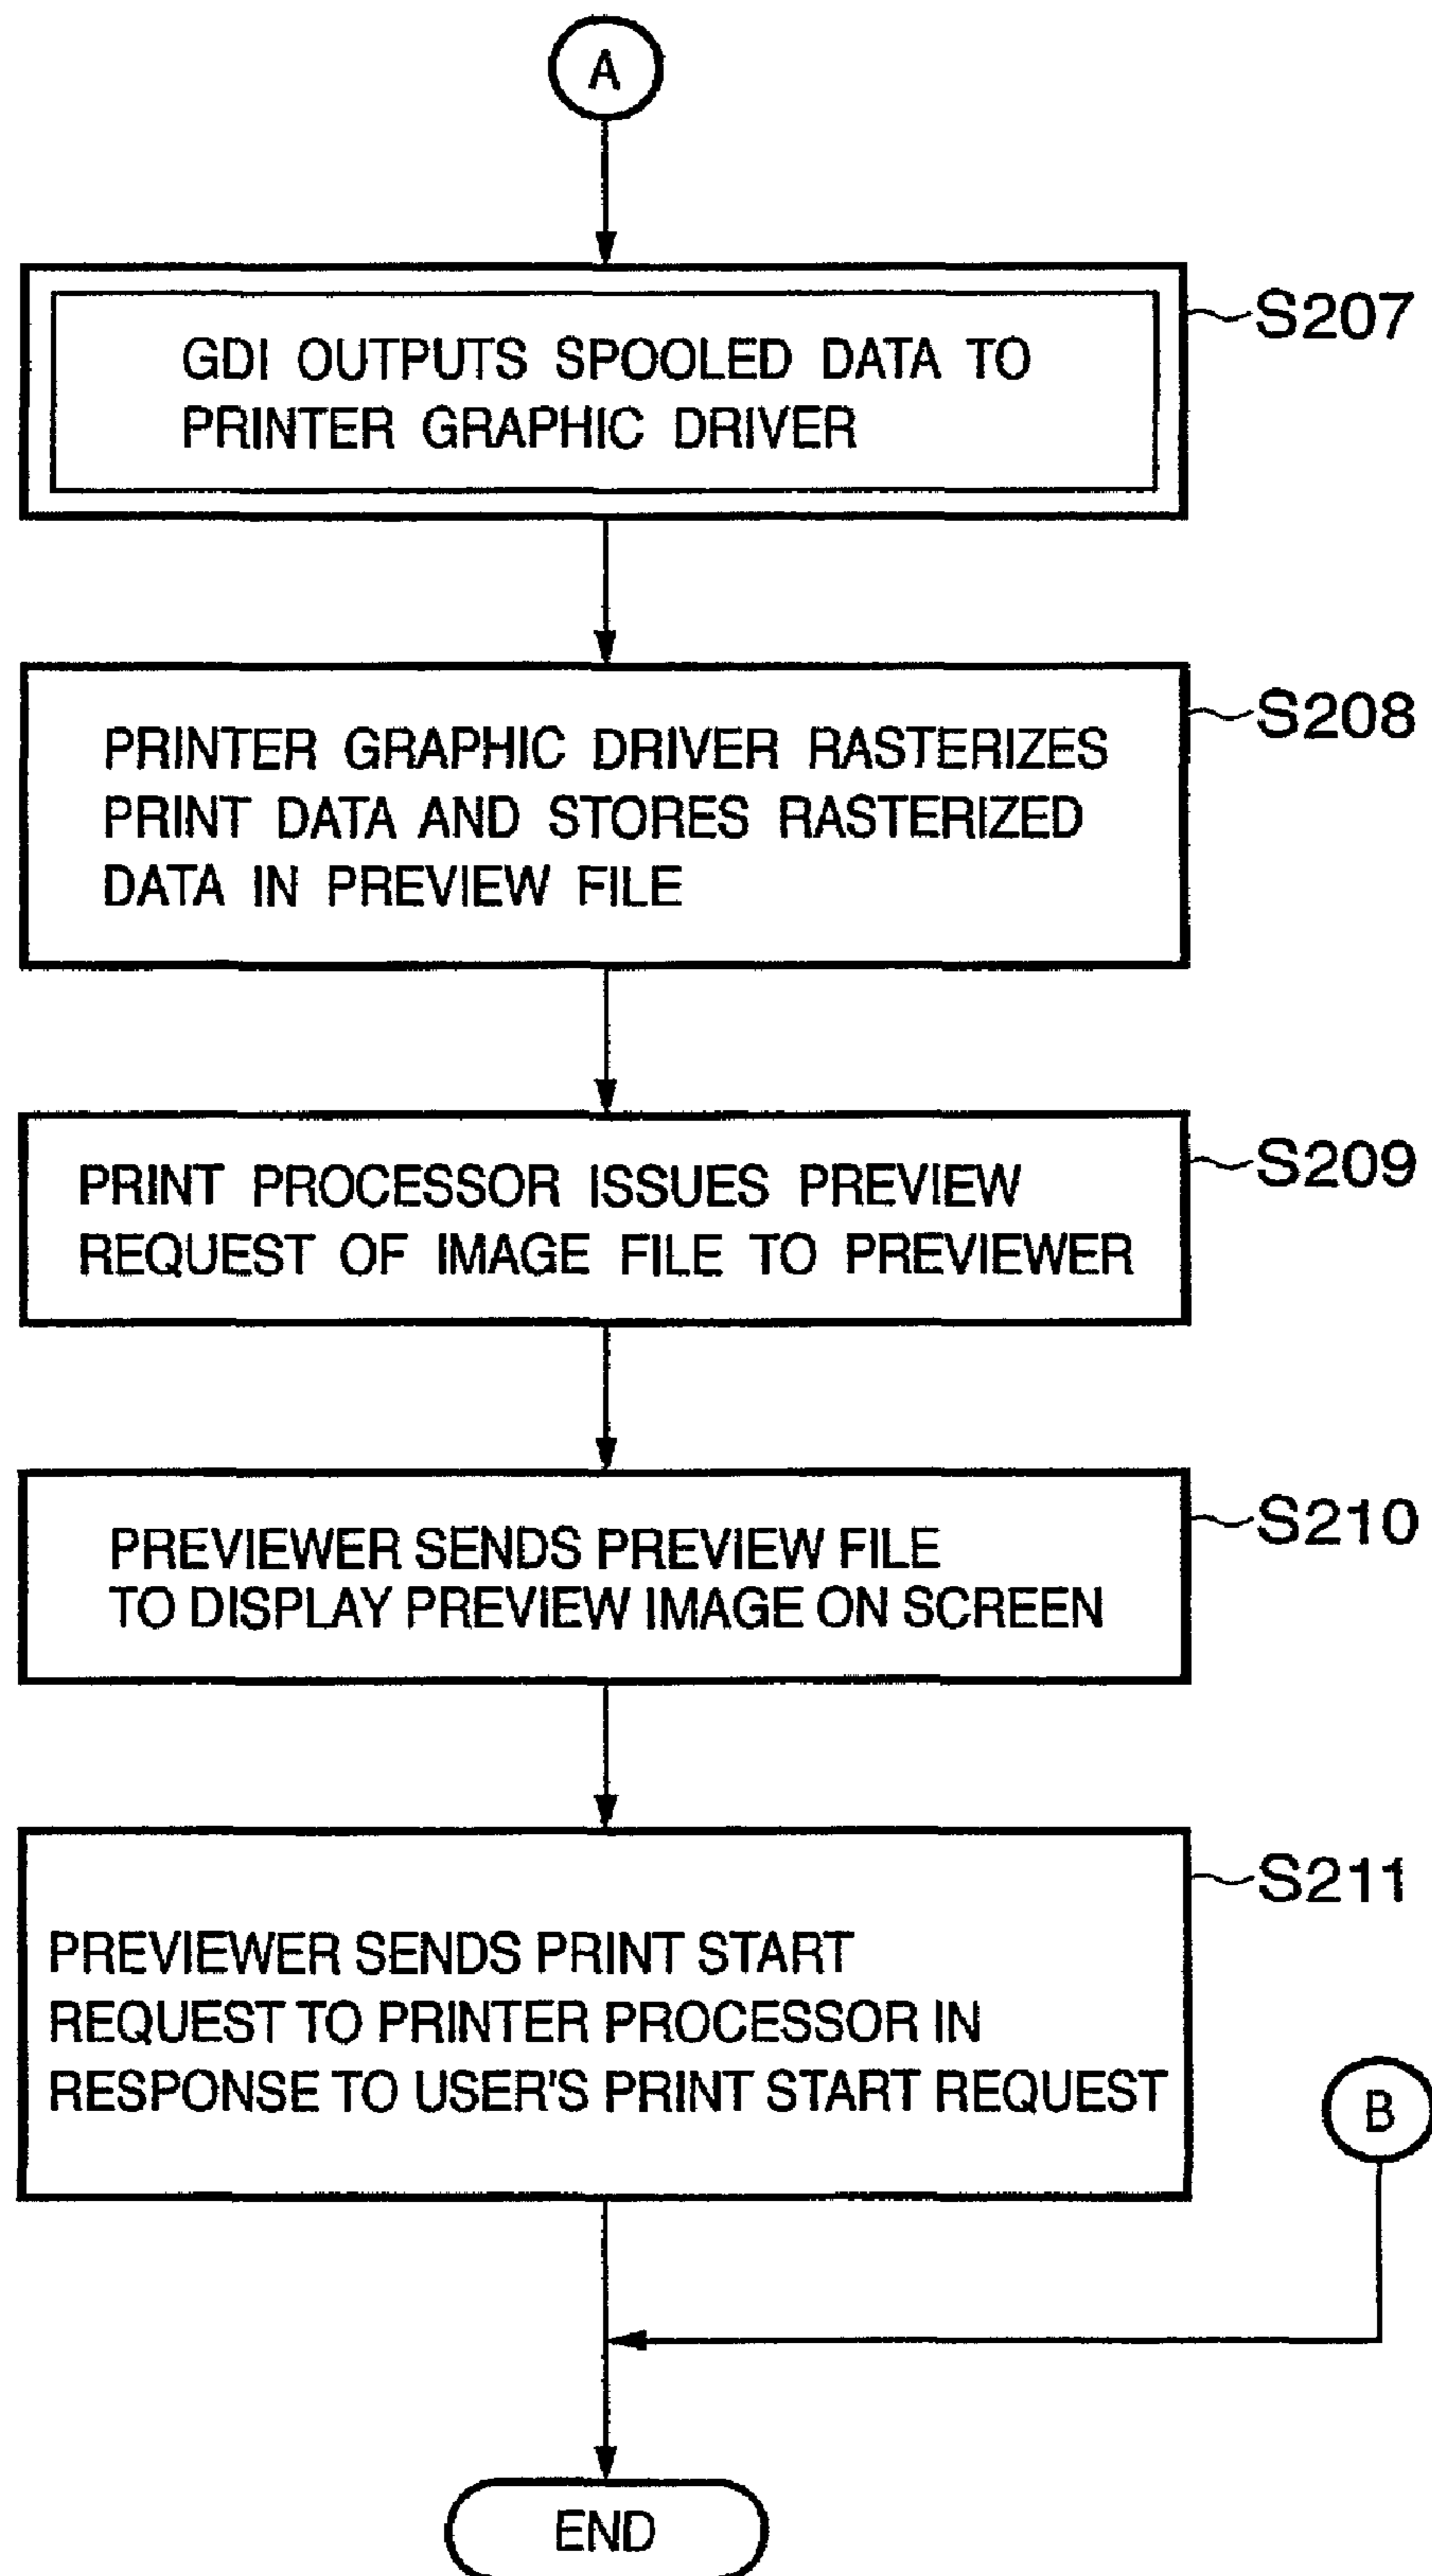 A
GDI OUTPUTS SPOOLED DATA TO
PRINTER GRAPHIC DRIVER
S207
PRINTER GRAPHIC DRIVER RASTERIZES
PRINT DATA AND STORES RASTERIZED
DATA IN PREVIEW FILE
S208
PRINT PROCESSOR ISSUES PREVIEW
REQUEST OF IMAGE FILE TO PREVIEWER
S209
PREVIEWER SENDS PREVIEW FILE
TO DISPLAY PREVIEW IMAGE ON SCREEN
S210
PREVIEWER SENDS PRINT START
REQUEST TO PRINTER PROCESSOR IN
RESPONSE TO USER'S PRINT START REQUEST
S211
B
END